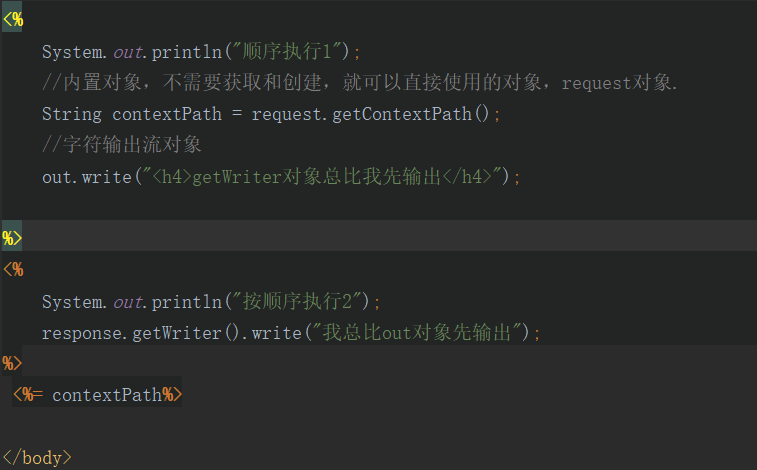 <%
System.out.println("顺序执行1");
//内置对象，不需要获取和创建，就可以直接使用的对象，request对象.
String contextPath = request.getContextPath();
//字符输出流对象
out.write("<h4>getWriter对象总比我先输出</h4>");
%>
<%
System.out.println("按顺序执行2");
response.getWriter().write("我总比out对象先输出");
%>
<%= contextPath%>
</body>